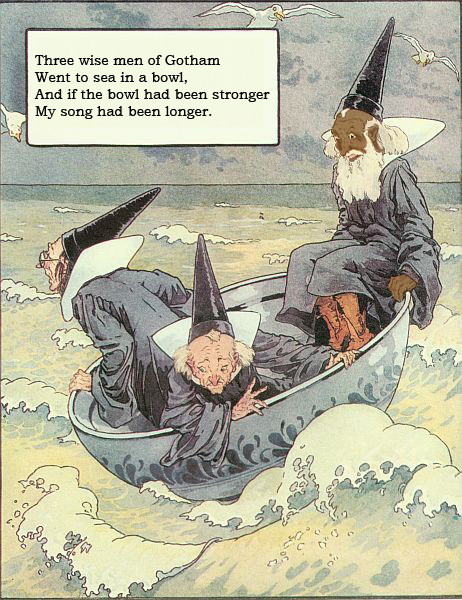 Three wise men of Gotham
Went to sea in a bowl,
And if the bowl had been stronger
My song had been longer.